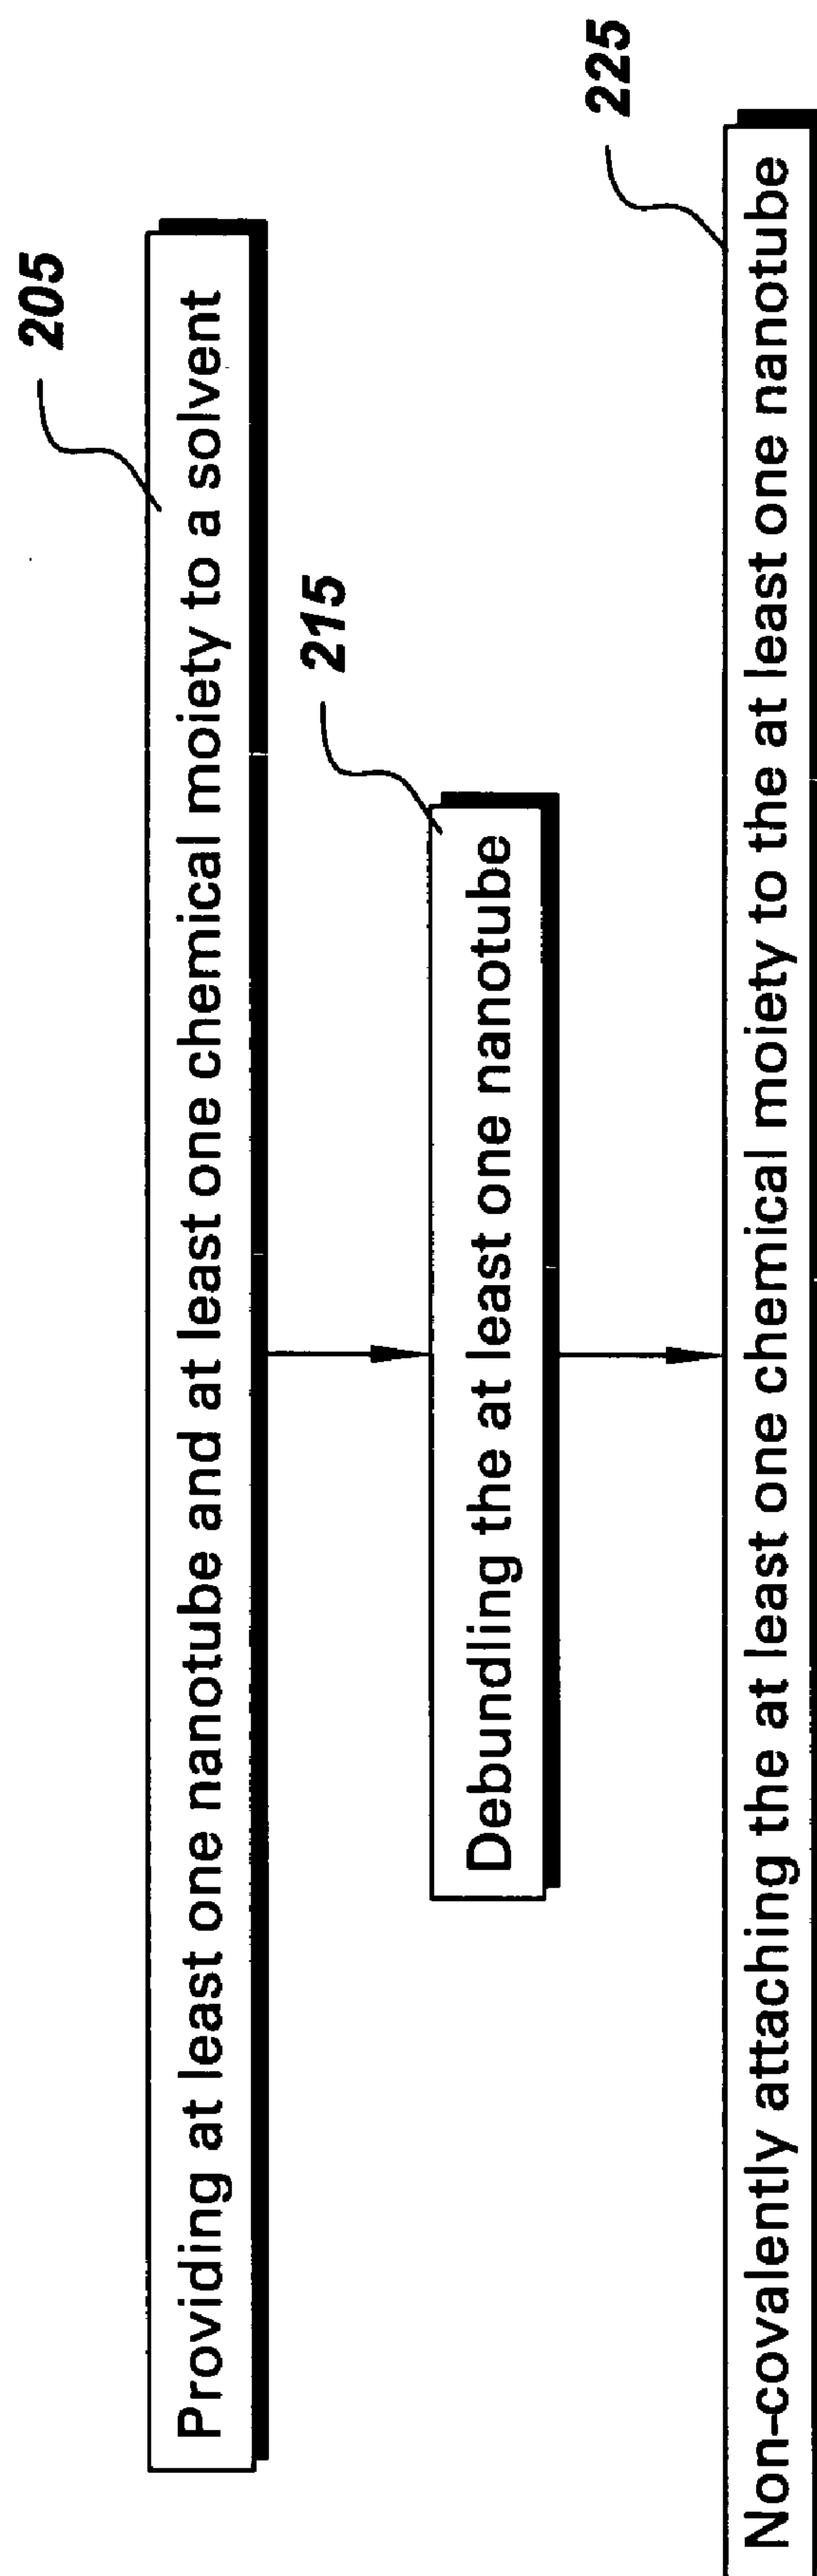 205
Providing at least one nanotube and at least one chemical moiety to a solvent
215
Debundling the at least one nanotube
225
Non-covalently attaching the at least one chemical moiety to the at least one nanotube